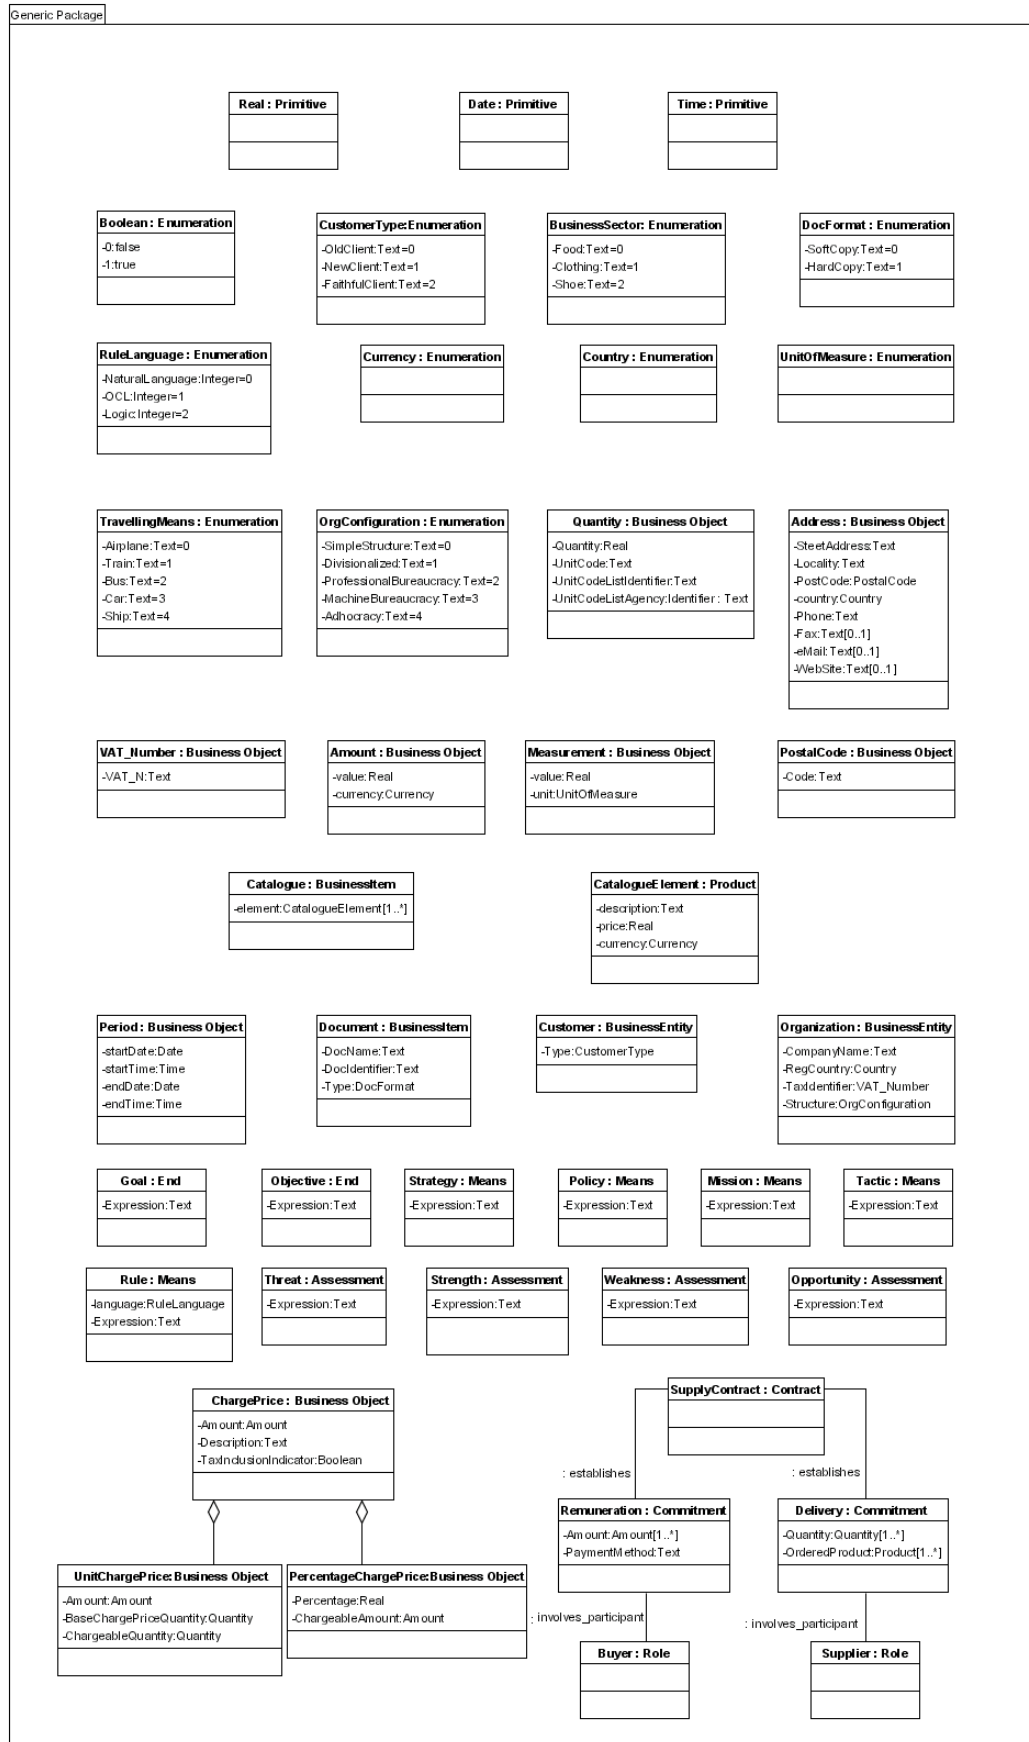 Generic Package
Real : Primitive
Date : Primitive
Time : Primitive
Boolean : Enumeration
-0:false
-1:true
CustomerType:Enumeration
-OldClient:Text=0
-NewClient:Text=1
-FaithfulClient:Text=2
BusinessSector: Enumeration
-Food:Text=0
-Clothing:Text=1
-Shoe:Text=2
DocFormat : Enumeration
-SoftCopy:Text=0
-HardCopy:Text=1
RuleLanguage : Enumeration
-NaturalLanguage:Integer=0
-OCL:Integer=1
-Logic:Integer=2
Currency : Enumeration
Country : Enumeration
UnitOfMeasure : Enumeration
TravellingMeans : Enumeration
-Airplane:Text=0
-Train:Text=1
-Bus:Text=2
-Car:Text=3
-Ship:Text=4
OrgConfiguration : Enumeration
-SimpleStructure:Text=0
-Divisionalized:Text=1
-ProfessionalBureaucracy:Text=2
-MachineBureaucracy:Text=3
-Adhocracy:Text=4
Quantity : Business Object
-Quantity:Real
-UnitCode:Text
-UnitCodeListIdentifier:Text
-UnitCodeListAgency:Identifier : Text
Address : Business Object
-SteetAddress:Text
-Locality:Text
-PostCode:PostalCode
-country:Country
-Phone:Text
-Fax:Text[0..1]
-eMail:Text[0..1]
-WebSite:Text[0..1]
VAT_Number : Business Object
-VAT_N:Text
Amount : Business Object
-value:Real
-currency:Currency
Measurement : Business Object
-value:Real
-unit:UnitOfMeasure
PostalCode : Business Object
-Code:Text
Catalogue : BusinessItem
-element:CatalogueElement[1..*]
CatalogueElement : Product
-description:Text
-price:Real
-currency:Currency
Period : Business Object
-startDate:Date
-startTime:Time
-endDate:Date
-endTime:Time
Document : BusinessItem
-DocName:Text
-DocIdentifier:Text
-Type:DocFormat
Customer : BusinessEntity
-Type:CustomerType
Organization : BusinessEntity
-CompanyName:Text
-RegCountry:Country
-TaxIdentifier:VAT_Number
-Structure:OrgConfiguration
Goal : End
-Expression:Text
Objective : End
-Expression:Text
Strategy : Means
-Expression:Text
Policy : Means
-Expression:Text
Mission : Means
-Expression:Text
Tactic : Means
-Expression:Text
Rule : Means
-language:RuleLanguage
-Expression:Text
Threat : Assessment
-Expression:Text
Strength : Assessment
-Expression:Text
Weakness : Assessment
-Expression:Text
Opportunity : Assessment
-Expression:Text
ChargePrice : Business Object
-Amount:Amount
-Description:Text
-TaxInclusionIndicator:Boolean
SupplyContract : Contract
: establishes
: establishes
Remuneration : Commitment
-Amount:Amount[1..*]
-PaymentMethod:Text
Delivery : Commitment
-Quantity:Quantity[1..*]
-OrderedProduct:Product[1..*]
UnitChargePrice:Business Object
-Amount:Amount
-BaseChargePriceQuantity:Quantity
-ChargeableQuantity:Quantity
PercentageChargePrice:Business Object
-Percentage:Real
-ChargeableAmount:Amount
: involves_participant
: involves_participant
Buyer : Role
Supplier : Role